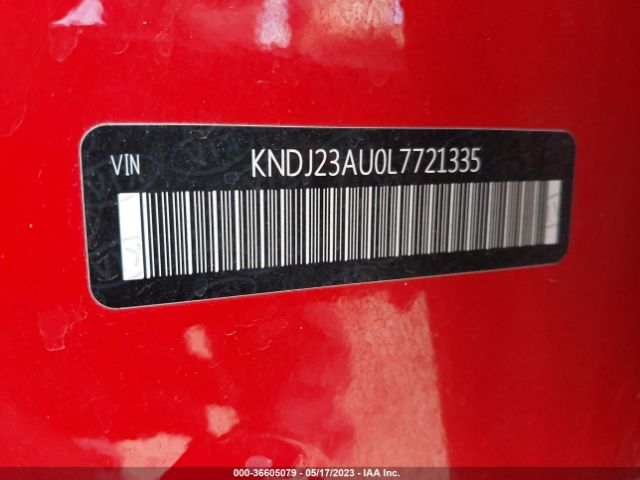 VIN KNDJ23AU0L7721335
000-36605079 - 05/17/2023 - IAA Inc.